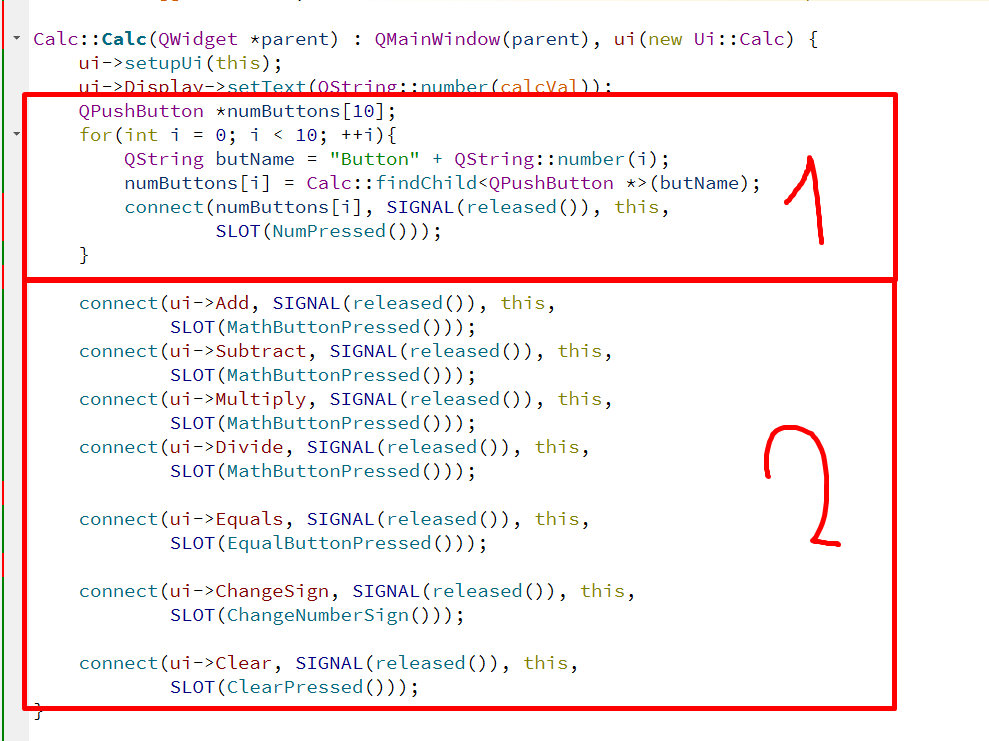 Calc::Calc(QWidget *parent) : QMainWindow(parent), ui(new Ui::Calc) {
    ui->setupUi(this);
    ui->Display->setText(QString::number(calcVal));
    QPushButton *numButtons[10];
    for(int i = 0; i < 10; ++i){
        QString butName = "Button" + QString::number(i);
        numButtons[i] = Calc::findChild<QPushButton *>(butName);
        connect(numButtons[i], SIGNAL(released()), this,
                SLOT(NumPressed()));
    }
1
    connect(ui->Add, SIGNAL(released()), this,
            SLOT(MathButtonPressed()));
    connect(ui->Subtract, SIGNAL(released()), this,
            SLOT(MathButtonPressed()));
    connect(ui->Multiply, SIGNAL(released()), this,
            SLOT(MathButtonPressed()));
    connect(ui->Divide, SIGNAL(released()), this,
            SLOT(MathButtonPressed()));
    connect(ui->Equals, SIGNAL(released()), this,
            SLOT(EqualButtonPressed()));
    connect(ui->ChangeSign, SIGNAL(released()), this,
            SLOT(ChangeNumberSign()));
    connect(ui->Clear, SIGNAL(released()), this,
            SLOT(ClearPressed()));
2
}